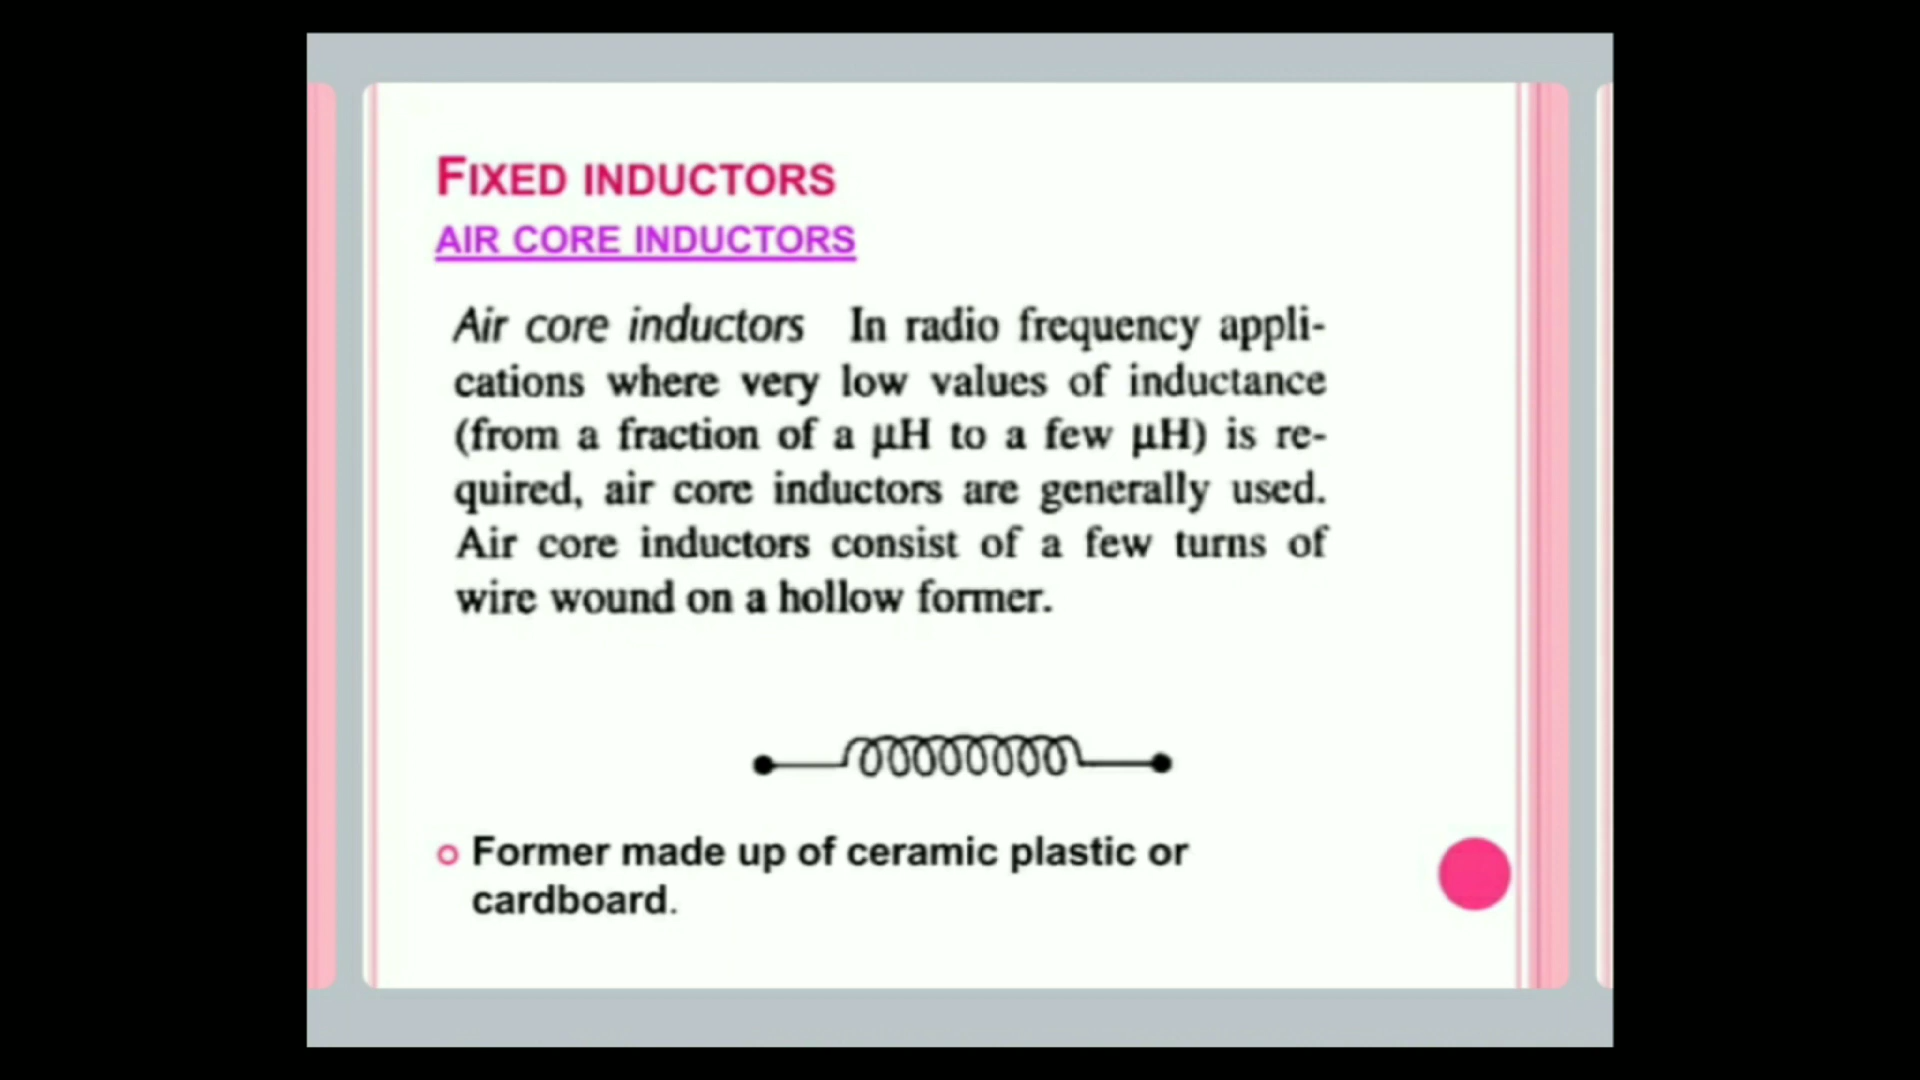 FIXED INDUCTORS
AIR CORE INDUCTORS
Air core inductors In radio frequency appli-
cations where very low values of inductance
(from a fraction of a µH to a few µH) is re-
quired, air core inductors are generally used.
Air core inductors consist of a few turns of
wire wound on a hollow former.
Former made up of ceramic plastic or
cardboard.